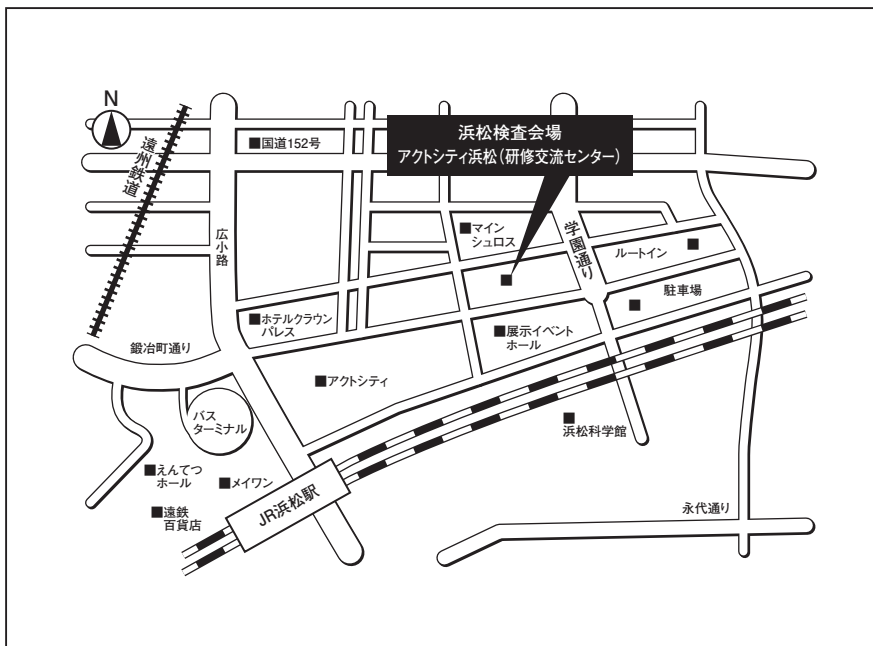 N
遠州鉄道
■国道152号
浜松検査会場
アクトシティ浜松(研修交流センター)
広小路
■マイン
シュロス
学園通り
ルートイン
■ホテルクラウン
パレス
駐車場
■展示イベント
ホール
鍛冶町通り
■アクトシティ
バス
ターミナル
浜松科学館
■えんてつ
ホール
■メイワン
JR浜松駅
■遠鉄
百貨店
永代通り